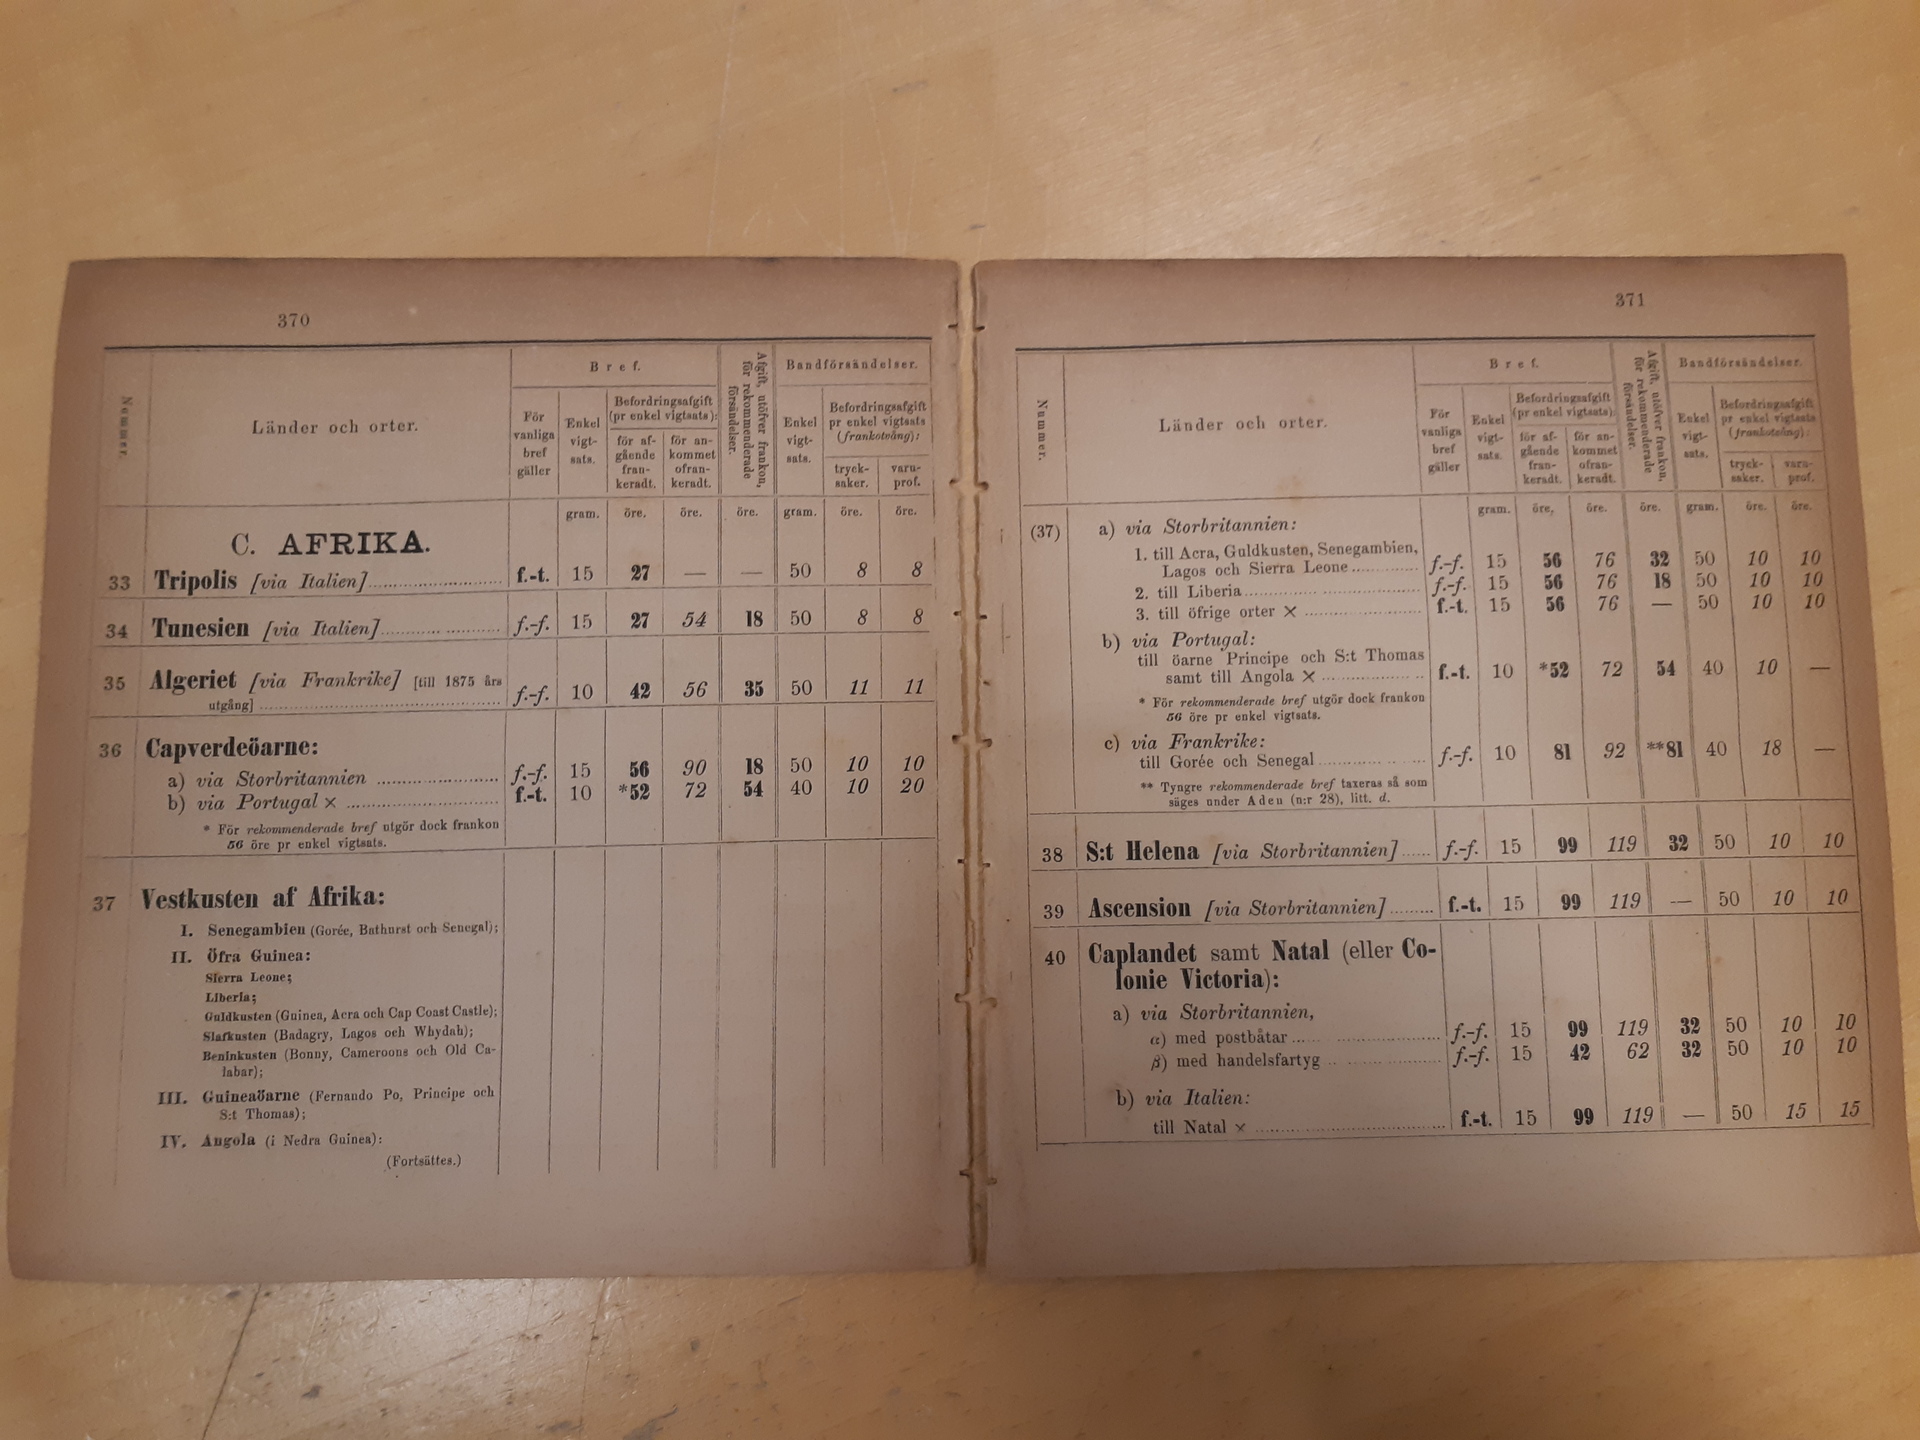 370
Nummer.
Länder och orter.
Bref.
För vanliga bref gäller
Enkel vigtsats.
Befordringsafgift (pr enkel vigtsats):
för afgående frankeradt.
för ankommet ofrankeradt.
Afgift, utöfver frankon, för rekommenderade försändelser.
Bandförsändelser.
Enkel vigtsats.
Befordringsafgift pr enkel vigtsats (frankotvång):
trycksaker.
varuprof.
gram. öre. öre. öre. gram. öre. öre.
C. AFRIKA.
33 Tripolis [via Italien] f.-t. 15 27 — — 50 8 8
34 Tunesien [via Italien] f.-f. 15 27 54 18 50 8 8
35 Algeriet [via Frankrike] [till 1875 års
utgång] f.-f. 10 42 56 35 50 11 11
36 Capverdeöarne:
a) via Storbritannien f.-f. 15 56 90 18 50 10 10
b) via Portugal × f.-t. 10 *52 72 54 40 10 20
* För rekommenderade bref utgör dock frankon
56 öre pr enkel vigtsats.
37 Vestkusten af Afrika:
I. Senegambien (Gorée, Bathurst och Senegal);
II. Öfra Guinea:
Sierra Leone;
Liberia;
Guldkusten (Guinea, Acra och Cap Coast Castle);
Slafkusten (Badagry, Lagos och Whydah);
Beninkusten (Bonny, Cameroons och Old Ca-
labar);
III. Guineaöarne (Fernando Po, Principe och
S:t Thomas);
IV. Angola (i Nedra Guinea):
(Fortsättes.)
371
Nummer.
Länder och orter.
Bref.
För vanliga bref gäller
Enkel vigtsats.
Befordringsafgift (pr enkel vigtsats):
för afgående frankeradt.
för ankommet ofrankeradt.
Afgift, utöfver frankon, för rekommenderade försändelser.
Bandförsändelser.
Enkel vigtsats.
Befordringsafgift pr enkel vigtsats (frankotvång):
trycksaker.
varuprof.
gram. öre. öre. öre. gram. öre. öre.
(37) a) via Storbritannien:
1. till Acra, Guldkusten, Senegambien,
Lagos och Sierra Leone f.-f. 15 56 76 32 50 10 10
2. till Liberia f.-f. 15 56 76 18 50 10 10
3. till öfrige orter × f.-t. 15 56 76 — 50 10 10
b) via Portugal:
till öarne Principe och S:t Thomas
samt till Angola × f.-t. 10 *52 72 54 40 10 —
* För rekommenderade bref utgör dock frankon
56 öre pr enkel vigtsats.
c) via Frankrike:
till Gorée och Senegal f.-f. 10 81 92 **81 40 18 —
** Tyngre rekommenderade bref taxeras så som
säges under Aden (n:r 28), litt. d.
38 S:t Helena [via Storbritannien] f.-f. 15 99 119 32 50 10 10
39 Ascension [via Storbritannien] f.-t. 15 99 119 — 50 10 10
40 Caplandet samt Natal (eller Co-
lonie Victoria):
a) via Storbritannien,
α) med postbåtar f.-f. 15 99 119 32 50 10 10
β) med handelsfartyg f.-f. 15 42 62 32 50 10 10
b) via Italien:
till Natal × f.-t. 15 99 119 — 50 15 15